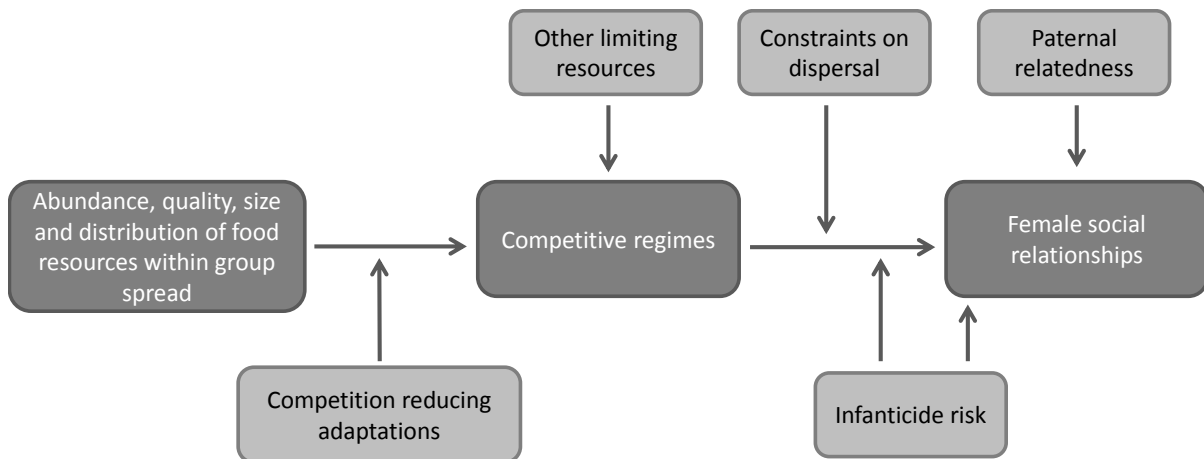 Other limiting
resources
Constraints on
dispersal
Paternal
relatedness
Abundance, quality, size
and distribution of food
resources within group
spread
Competitive regimes
Female social
relationships
Competition reducing
adaptations
Infanticide risk